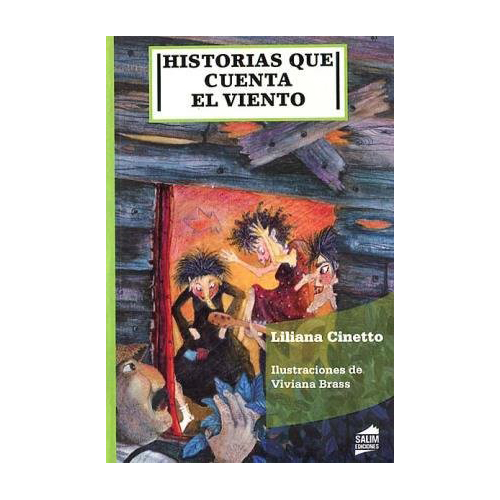 HISTORIAS QUE
CUENTA
EL VIENTO
Liliana Cinetto
Ilustraciones de
Viviana Brass
SALIM
EDICIONES